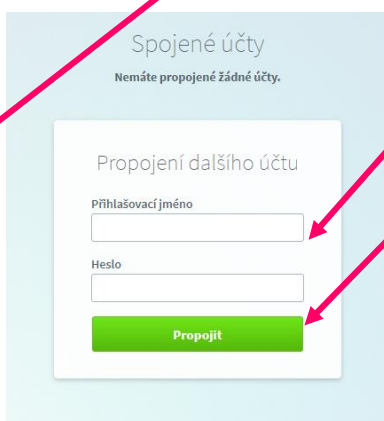 Spojené účty
Nemáte propojené žádné účty.
Propojení dalšího účtu
Přihlašovací jméno
Heslo
Propojit